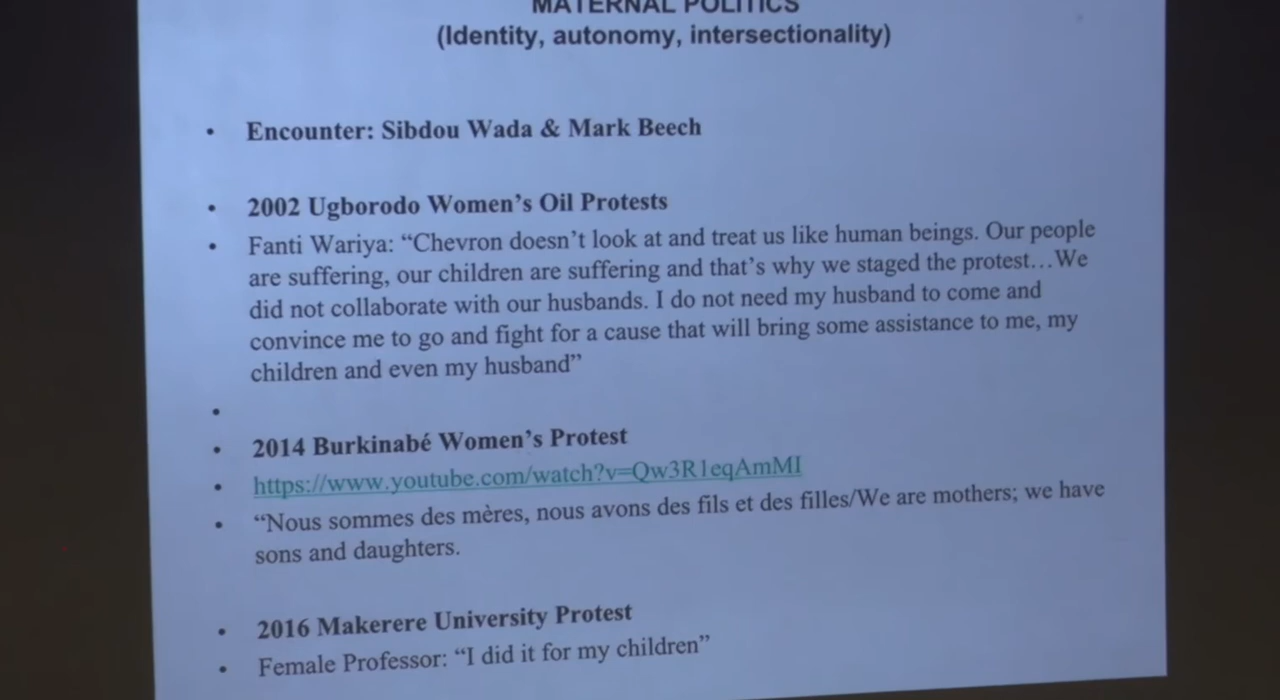 MATERNAL POLITICS
(Identity, autonomy, intersectionality)
• Encounter: Sibdou Wada & Mark Beech
• 2002 Ugborodo Women’s Oil Protests
• Fanti Wariya: “Chevron doesn’t look at and treat us like human beings. Our people
are suffering, our children are suffering and that’s why we staged the protest…We
did not collaborate with our husbands. I do not need my husband to come and
convince me to go and fight for a cause that will bring some assistance to me, my
children and even my husband”
•
• 2014 Burkinabé Women’s Protest
• https://www.youtube.com/watch?v=Qw3R1eqAmMI
• “Nous sommes des mères, nous avons des fils et des filles/We are mothers; we have
sons and daughters.
• 2016 Makerere University Protest
• Female Professor: “I did it for my children”